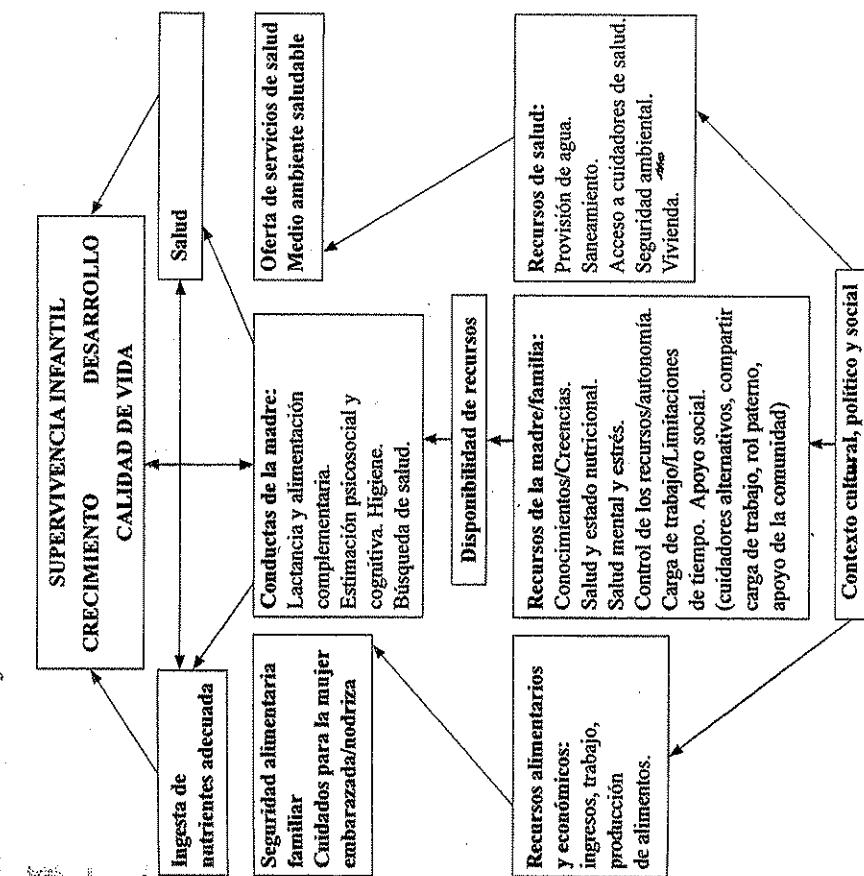 SUPERVIVENCIA INFANTIL
CRECIMIENTO DESARROLLO
CALIDAD DE VIDA
Ingesta de
nutrientes adecuada
Salud
Seguridad alimentaria
familiar
Cuidados para la mujer
embarazada/nodriza
Conductas de la madre:
Lactancia y alimentación
complementaria.
Estimación psicosocial y
cognitiva. Higiene.
Búsqueda de salud.
Oferta de servicios de salud
Medio ambiente saludable
Disponibilidad de recursos
Recursos alimentarios
y económicos:
ingresos, trabajo,
producción
de alimentos.
Recursos de la madre/familia:
Conocimientos/Creencias.
Salud y estado nutricional.
Salud mental y estrés.
Control de los recursos/autonomía.
Carga de trabajo/Limitaciones
de tiempo. Apoyo social.
(cuidadores alternativos, compartir
carga de trabajo, rol paterno,
apoyo de la comunidad)
Recursos de salud:
Provisión de agua.
Saneamiento.
Acceso a cuidadores de salud.
Seguridad ambiental.
Vivienda.
Contexto cultural, político y social